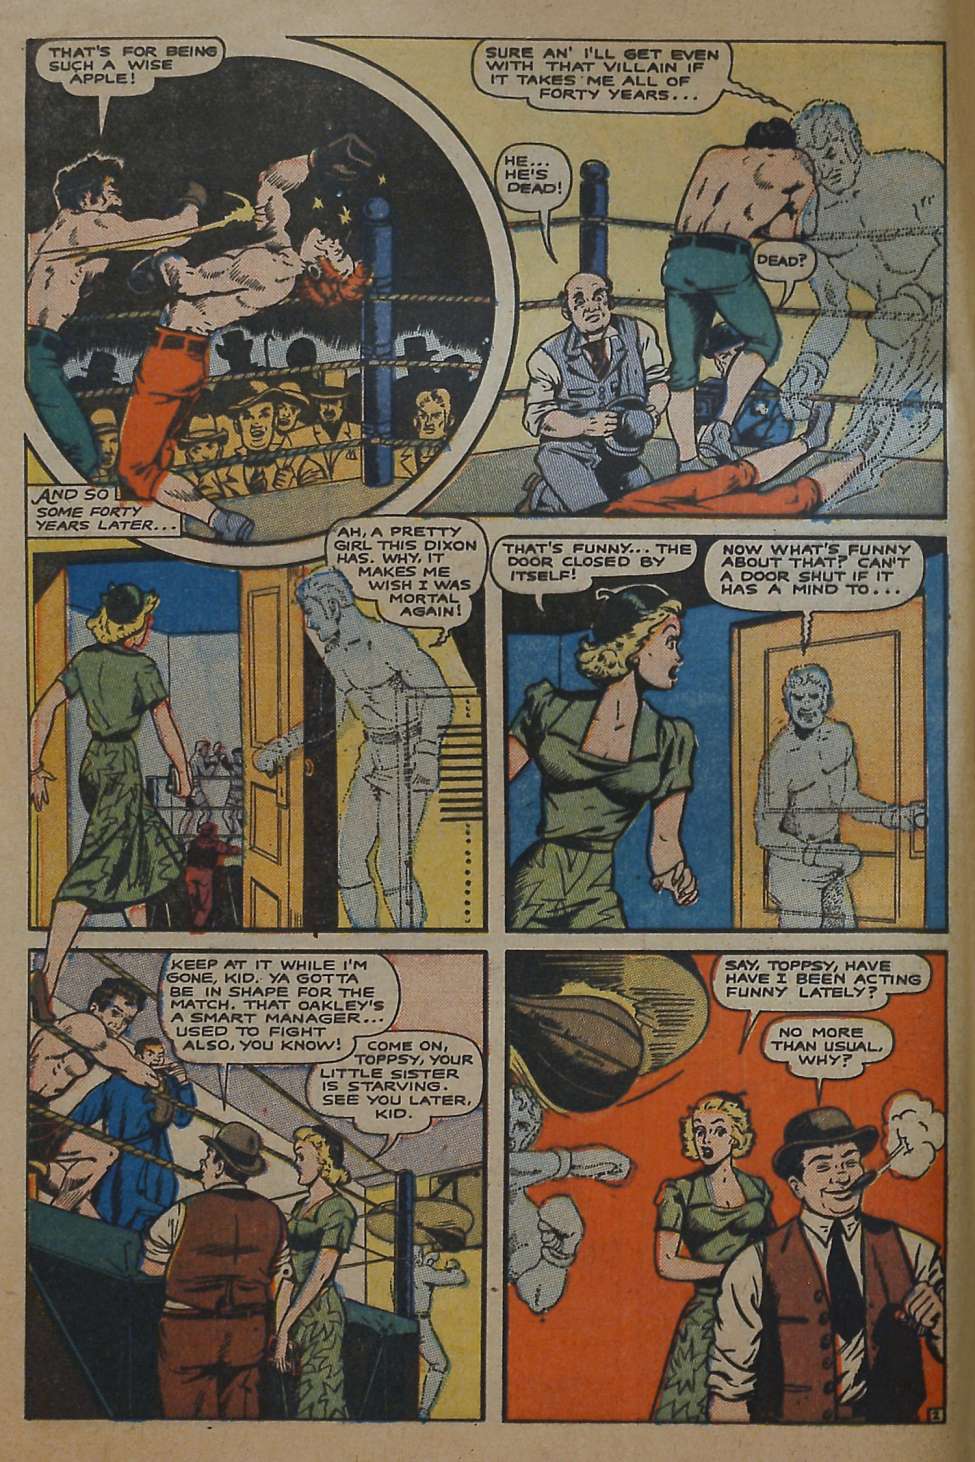 THAT'S FOR BEING
SUCH A WISE
APPLE!
SURE AN' I'LL GET EVEN
WITH THAT VILLAIN IF
IT TAKES ME ALL OF
FORTY YEARS...
HE...
HE'S
DEAD!
DEAD?
AND SO
SOME FORTY
YEARS LATER...
AH, A PRETTY
GIRL THIS DIXON
HAS. WHY, IT
MAKES ME
WISH I WAS
MORTAL
AGAIN!
THAT'S FUNNY... THE
DOOR CLOSED BY
ITSELF!
NOW WHAT'S FUNNY
ABOUT THAT? CAN'T
A DOOR SHUT IF IT
HAS A MIND TO...
KEEP AT IT WHILE I'M
GONE, KID. YA GOTTA
BE IN SHAPE FOR THE
MATCH. THAT OAKLEY'S
A SMART MANAGER...
USED TO FIGHT
ALSO, YOU KNOW!
COME ON,
TOPPSY, YOUR
LITTLE SISTER
IS STARVING.
SEE YOU LATER,
KID.
SAY, TOPPSY, HAVE
HAVE I BEEN ACTING
FUNNY LATELY?
NO MORE
THAN USUAL,
WHY?
2